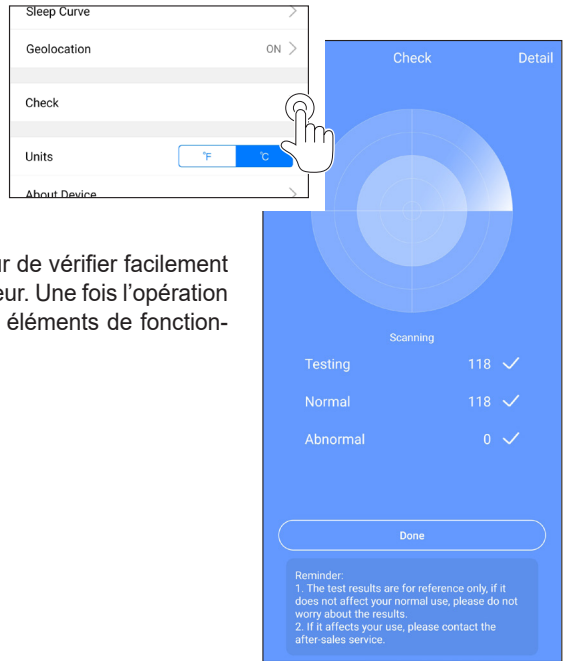 Sleep Curve
Geolocation ON
Check
Units °F °C
About Device
r de vérifier facilement
eur. Une fois l’opération
éléments de fonction-
Check Detail
Scanning
Testing 118
Normal 118
Abnormal 0
Done
Reminder:
1. The test results are for reference only, if it
does not affect your normal use, please do not
worry about the results.
2. If it affects your use, please contact the
after-sales service.